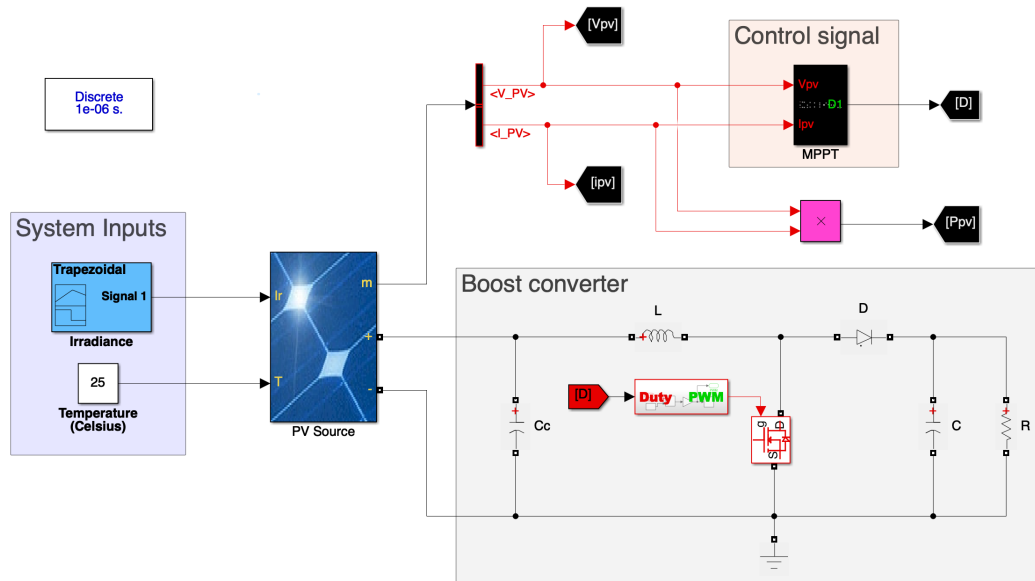 [Vpv]
Control signal
Discrete
1e-06 s.
<V_PV>
Vpv
D1
[D]
<I_PV>
Ipv
MPPT
[ipv]
System Inputs
×
[Ppv]
Trapezoidal
Signal 1
Irradiance
Ir
m
Boost converter
L
D
+
25
T
-
[D]
Duty
PWM
Temperature
(Celsius)
PV Source
Cc
g
D
S
C
R